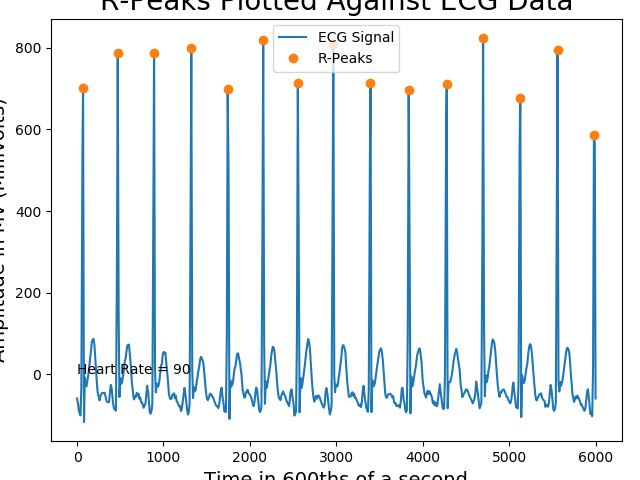 R-Peaks Plotted Against ECG Data
ECG Signal
R-Peaks
800
600
400
200
0
Heart Rate = 90
0
1000
2000
3000
4000
5000
6000
Amplitude in MV (Millivolts)
Time in 600ths of a second